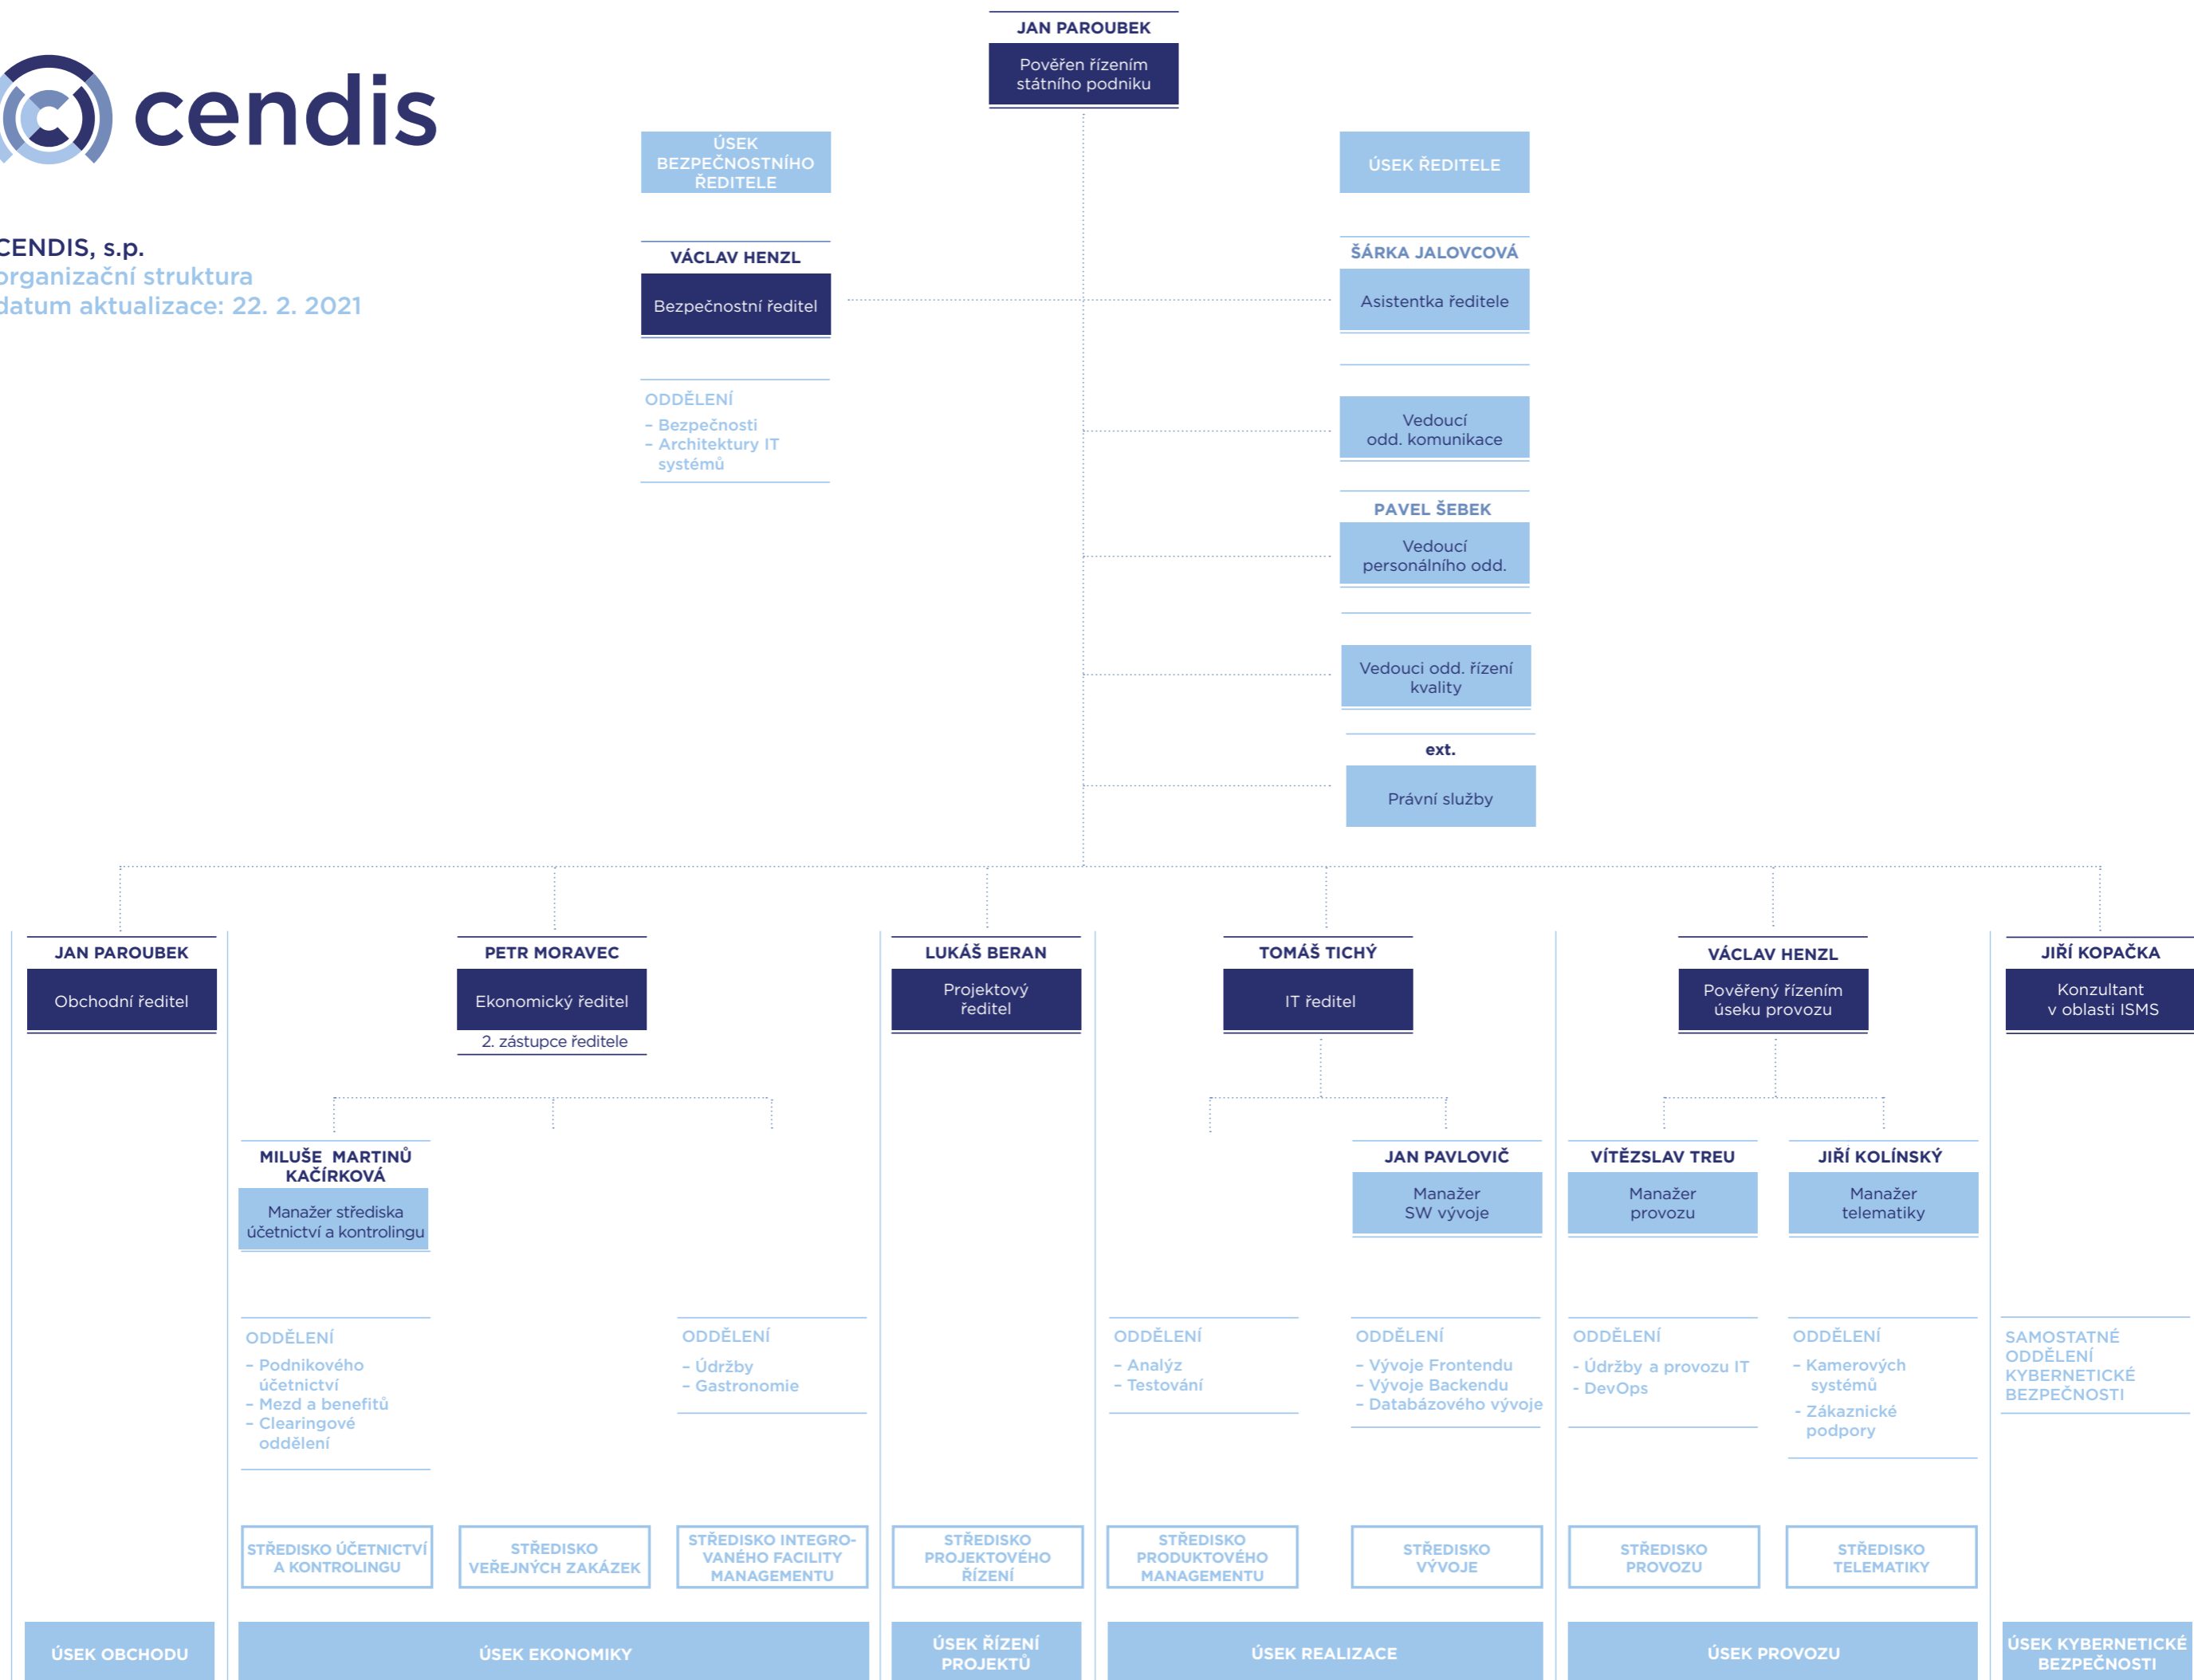 JAN PAROUBEK
Pověřen řízením
státního podniku
cendis
CENDIS, s.p.
organizační struktura
datum aktualizace: 22. 2. 2021
ÚSEK
BEZPEČNOSTNÍHO
ŘEDITELE
VÁCLAV HENZL
Bezpečnostní ředitel
ODDĚLENÍ
– Bezpečnosti
– Architektury IT
systémů
ÚSEK ŘEDITELE
ŠÁRKA JALOVCOVÁ
Asistentka ředitele
Vedoucí
odd. komunikace
PAVEL ŠEBEK
Vedoucí
personálního odd.
Vedouci odd. řízení
kvality
ext.
Právní služby
JAN PAROUBEK
Obchodní ředitel
PETR MORAVEC
Ekonomický ředitel
2. zástupce ředitele
LUKÁŠ BERAN
Projektový
ředitel
TOMÁŠ TICHÝ
IT ředitel
VÁCLAV HENZL
Pověřený řízením
úseku provozu
JIŘÍ KOPAČKA
Konzultant
v oblasti ISMS
MILUŠE MARTINŮ
KAČÍRKOVÁ
Manažer střediska
účetnictví a kontrolingu
JAN PAVLOVIČ
Manažer
SW vývoje
VÍTĚZSLAV TREU
Manažer
provozu
JIŘÍ KOLÍNSKÝ
Manažer
telematiky
ODDĚLENÍ
– Podnikového
účetnictví
– Mezd a benefitů
– Clearingové
oddělení
ODDĚLENÍ
– Údržby
– Gastronomie
ODDĚLENÍ
– Analýz
– Testování
ODDĚLENÍ
– Vývoje Frontendu
– Vývoje Backendu
– Databázového vývoje
ODDĚLENÍ
- Údržby a provozu IT
- DevOps
ODDĚLENÍ
– Kamerových
systémů
- Zákaznické
podpory
SAMOSTATNÉ
ODDĚLENÍ
KYBERNETICKÉ
BEZPEČNOSTI
STŘEDISKO ÚČETNICTVÍ
A KONTROLINGU
STŘEDISKO
VEŘEJNÝCH ZAKÁZEK
STŘEDISKO INTEGRO-
VANÉHO FACILITY
MANAGEMENTU
STŘEDISKO
PROJEKTOVÉHO
ŘÍZENÍ
STŘEDISKO
PRODUKTOVÉHO
MANAGEMENTU
STŘEDISKO
VÝVOJE
STŘEDISKO
PROVOZU
STŘEDISKO
TELEMATIKY
ÚSEK OBCHODU
ÚSEK EKONOMIKY
ÚSEK ŘÍZENÍ
PROJEKTŮ
ÚSEK REALIZACE
ÚSEK PROVOZU
ÚSEK KYBERNETICKÉ
BEZPEČNOSTI